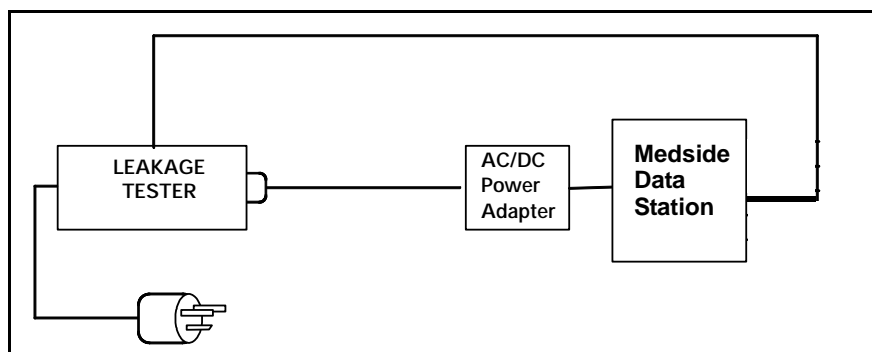 LEAKAGE
TESTER
AC/DC
Power
Adapter
Medside
Data
Station